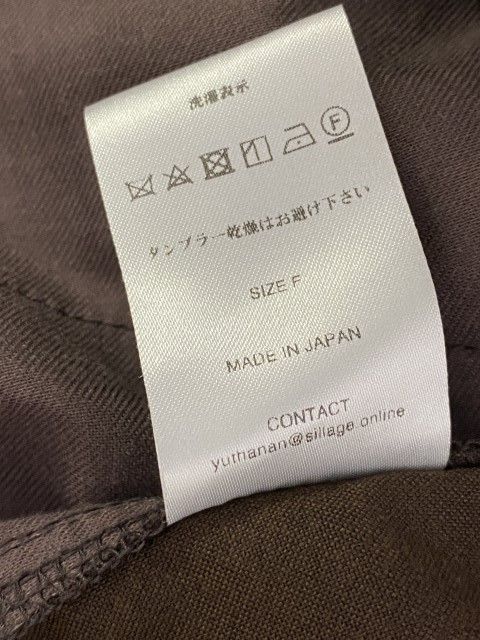 洗濯表示
F
タンブラー乾燥はお避け下さい
SIZE F
MADE IN JAPAN
CONTACT
yuthanan@sillage.online